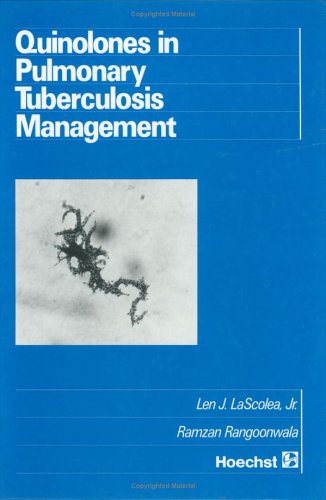 Quinolones in
Pulmonary
Tuberculosis
Management
Len J. LaScolea, Jr.
Ramzan Rangoonwala
Hoechst